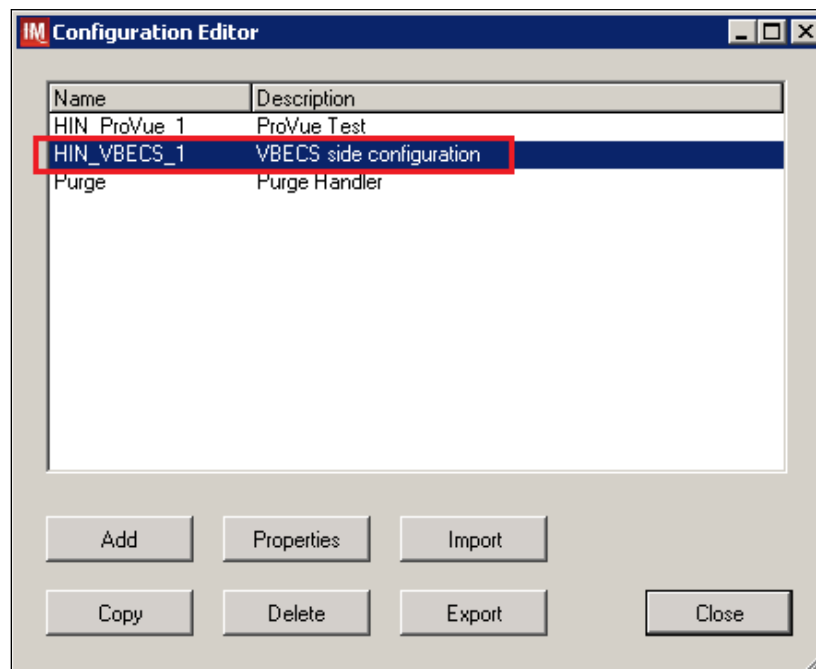 IM Configuration Editor
Name Description
HIN_ProVue_1 ProVue Test
HIN_VBECS_1 VBECS side configuration
Purge Purge Handler
Add Properties Import
Copy Delete Export Close